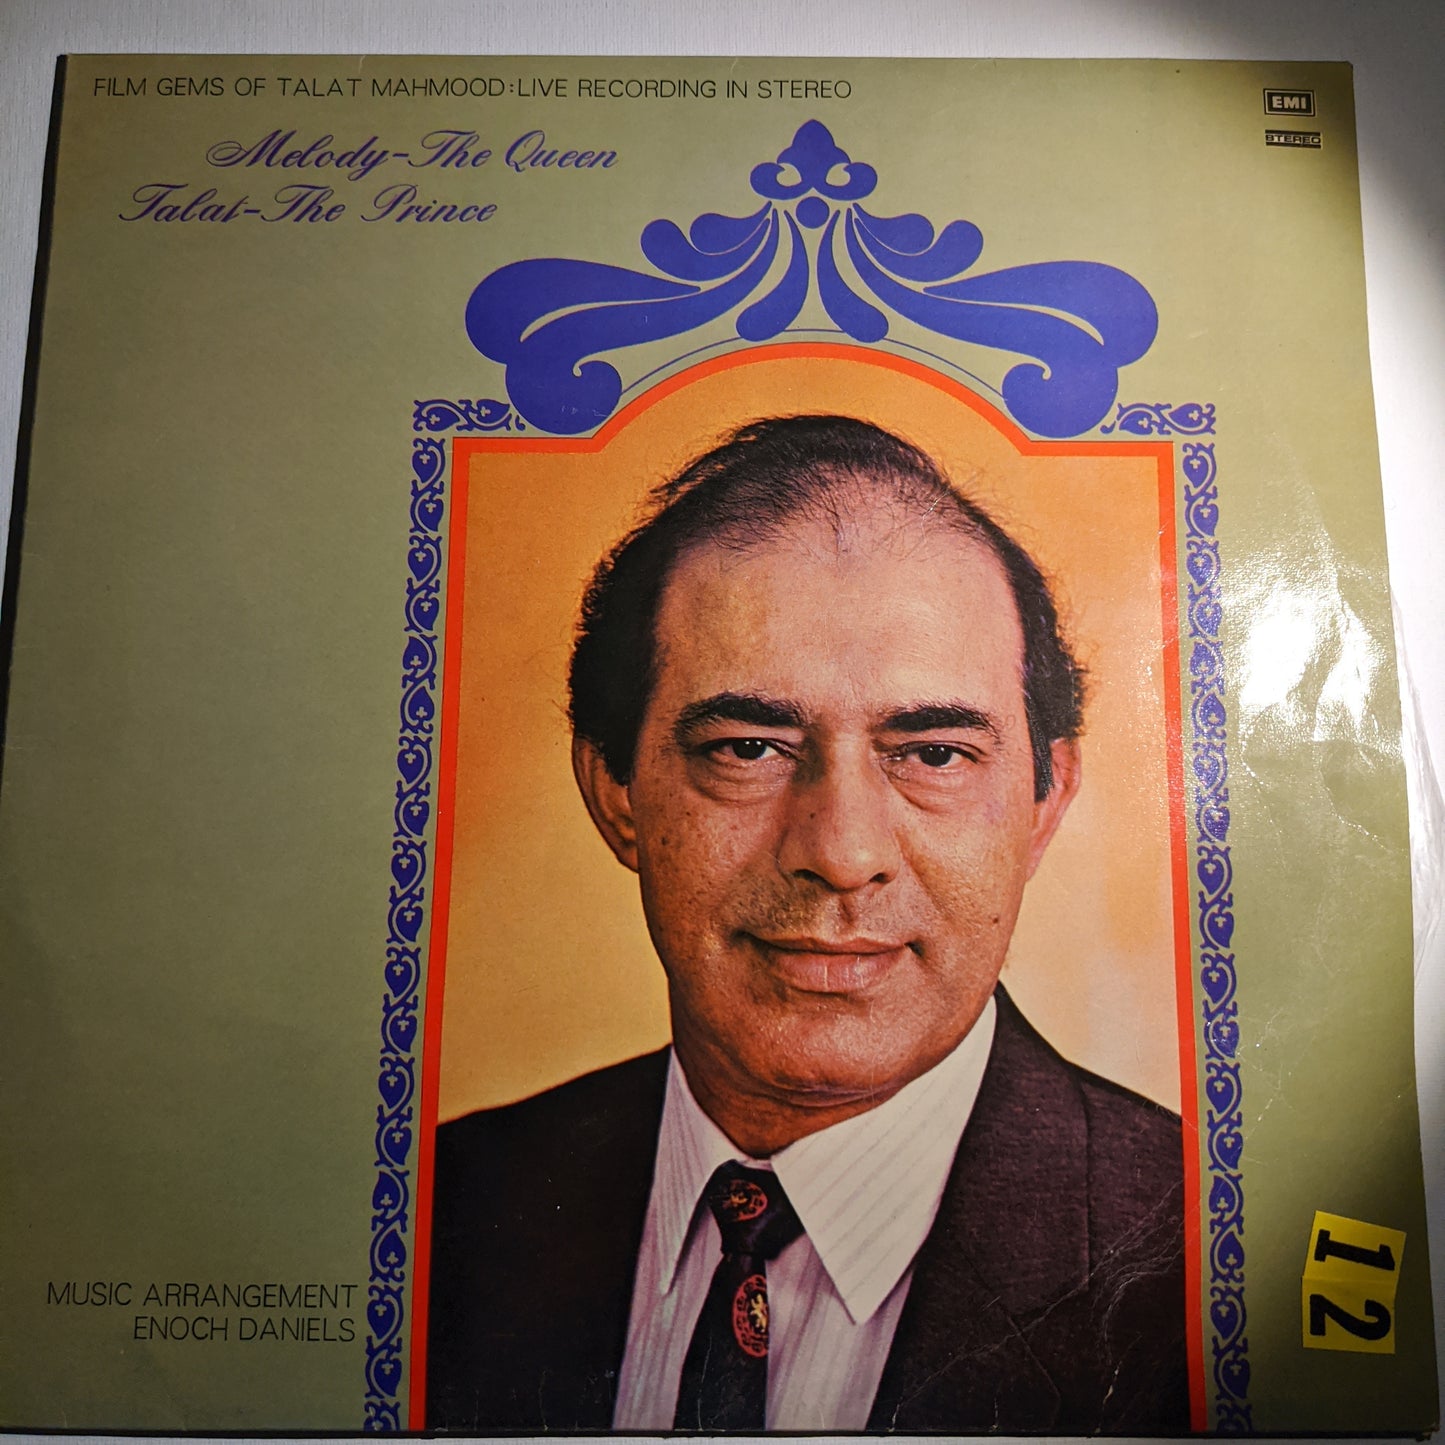 FILM GEMS OF TALAT MAHMOOD:LIVE RECORDING IN STEREO
EMI
STEREO
Melody-The Queen
Talat-The Prince
MUSIC ARRANGEMENT
ENOCH DANIELS
12